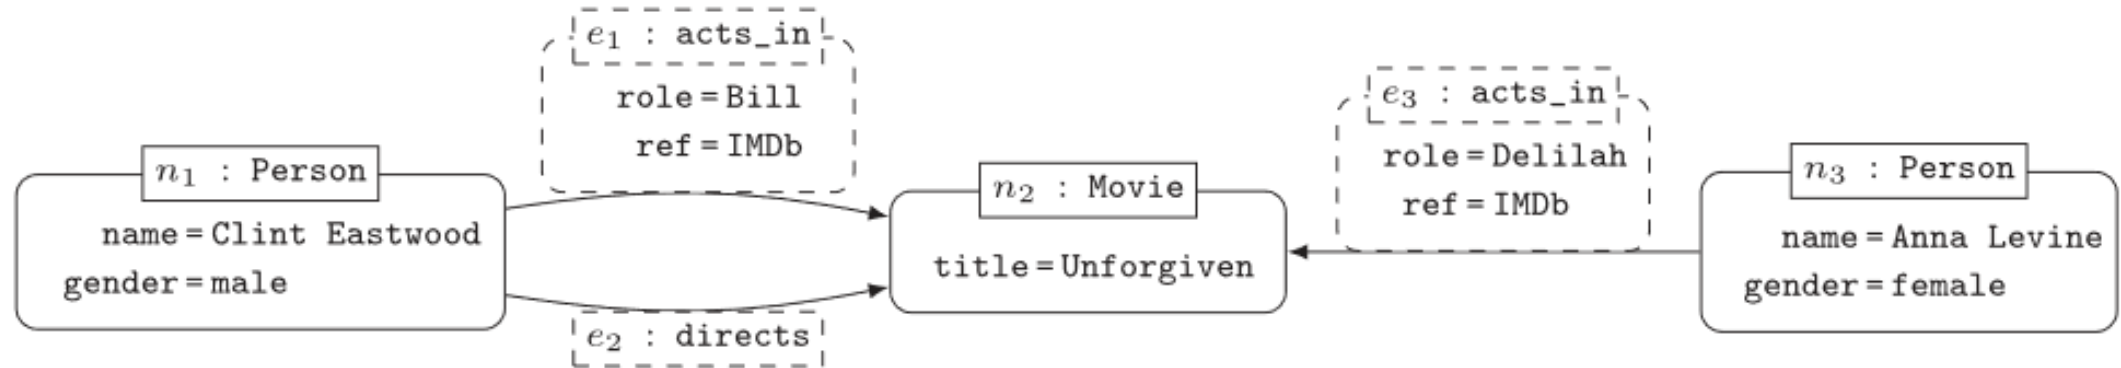 n1 : Person
name = Clint Eastwood
gender = male
e1 : acts_in
role = Bill
ref = IMDb
e2 : directs
n2 : Movie
title = Unforgiven
e3 : acts_in
role = Delilah
ref = IMDb
n3 : Person
name = Anna Levine
gender = female